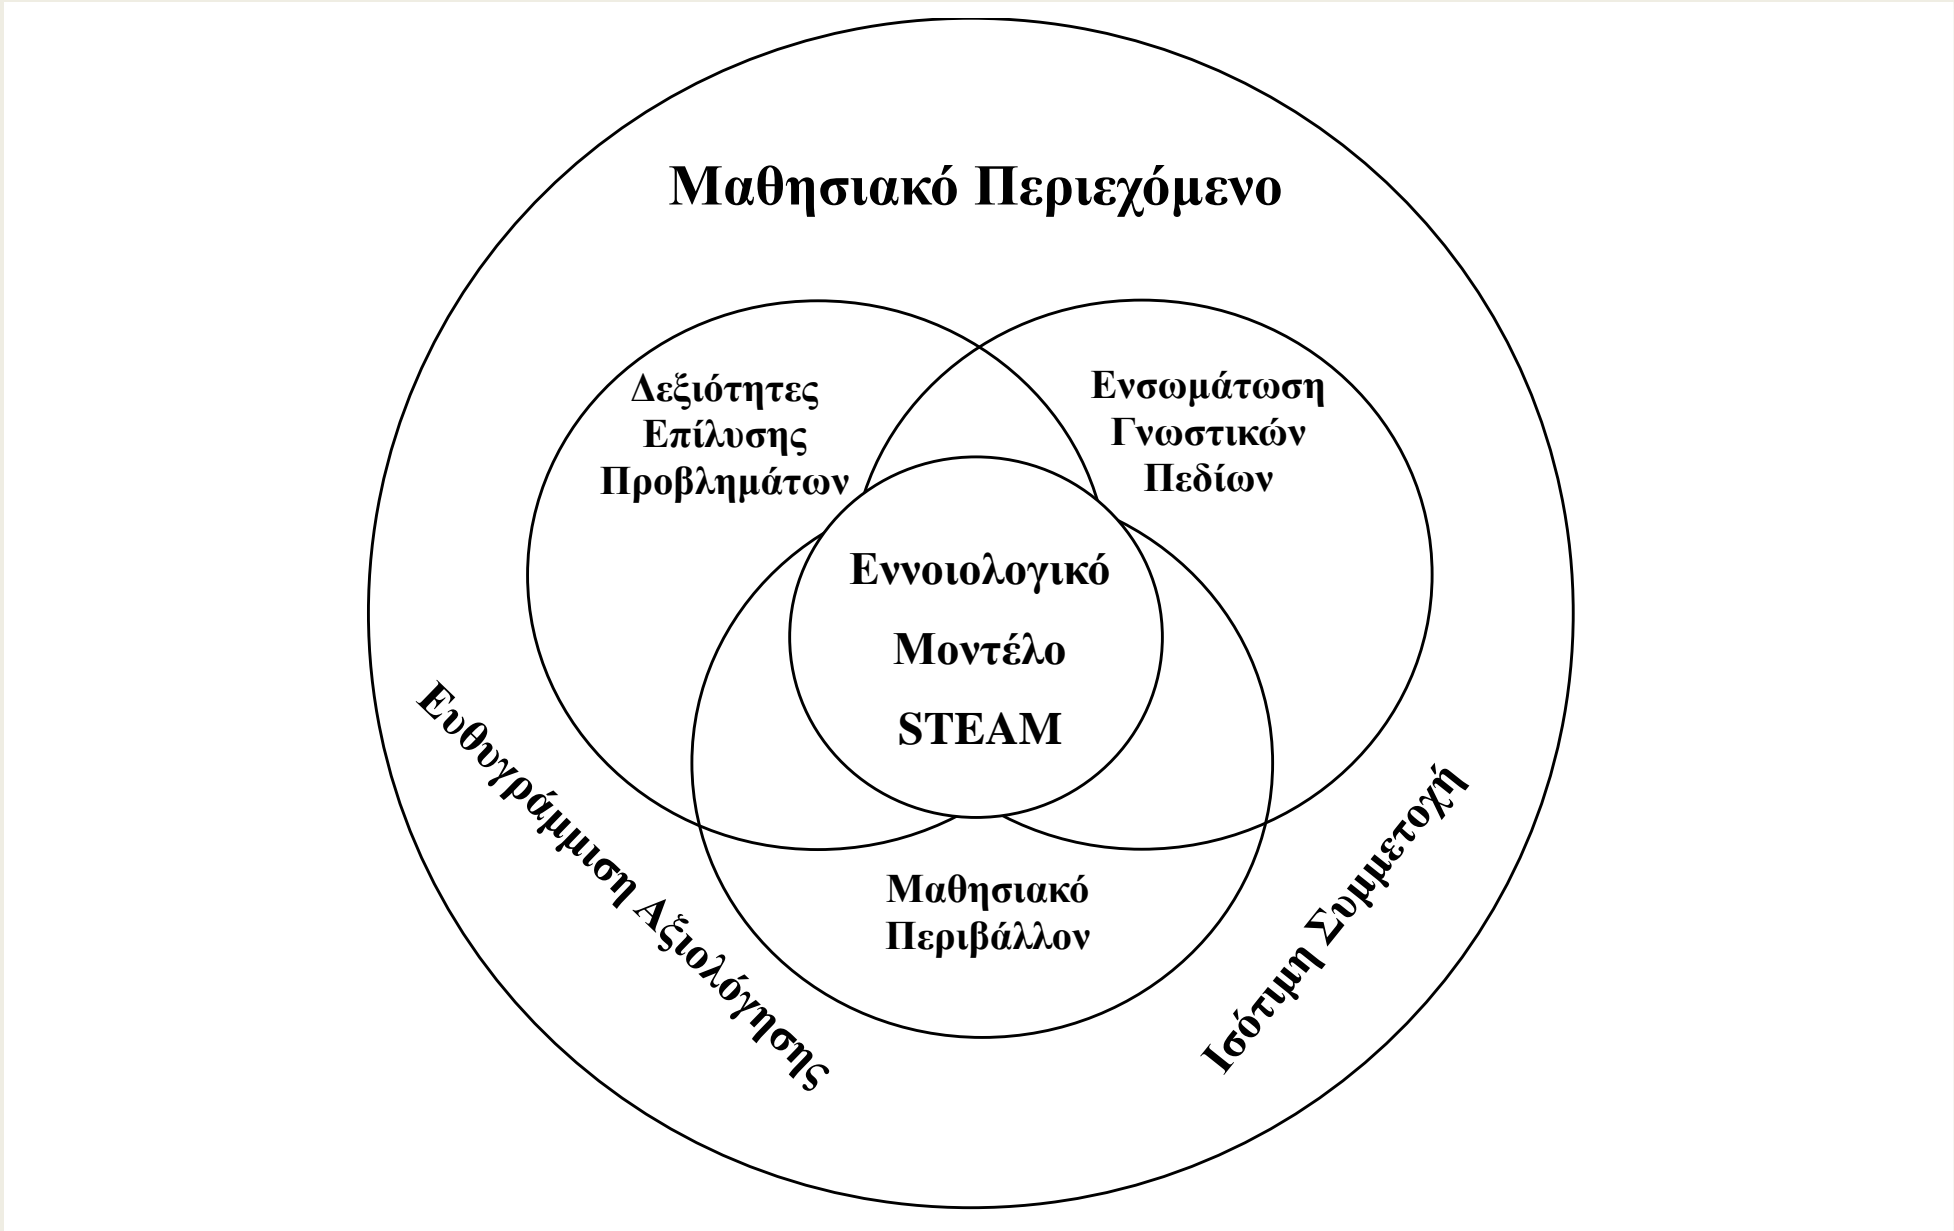 Μαθησιακό Περιεχόμενο
Δεξιότητες
Επίλυσης
Προβλημάτων
Ενσωμάτωση
Γνωστικών
Πεδίων
Εννοιολογικό
Μοντέλο
STEAM
Μαθησιακό
Περιβάλλον
Ευθυγράμμιση Αξιολόγησης
Ισότιμη Συμμετοχή